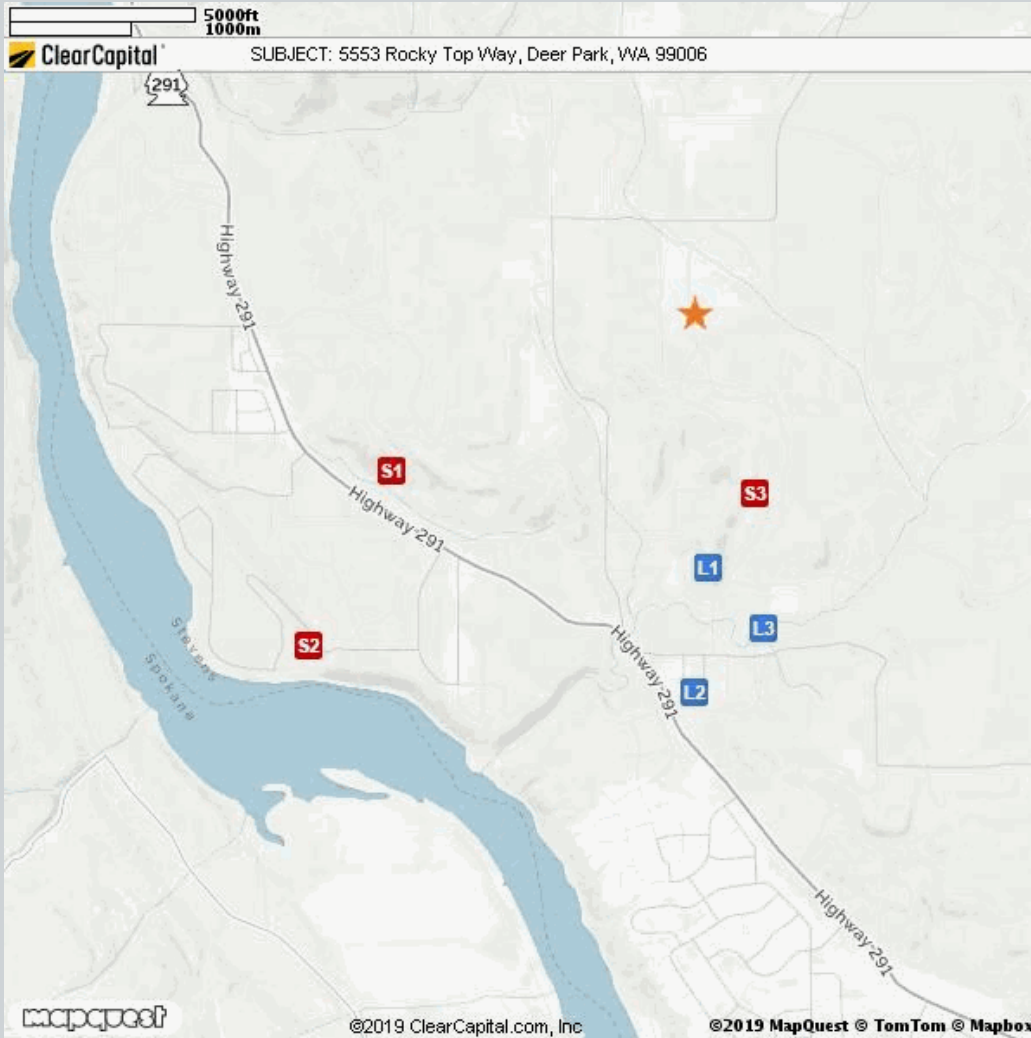 5000ft
1000m
ClearCapital
SUBJECT: 5553 Rocky Top Way, Deer Park, WA 99006
291
Highway 291
S1
Highway 291
S3
L1
L3
S2
Stevens
Spokane
Highway 291
L2
Highway 291
mapquest
©2019 ClearCapital.com, Inc
©2019 MapQuest © TomTom © Mapbox